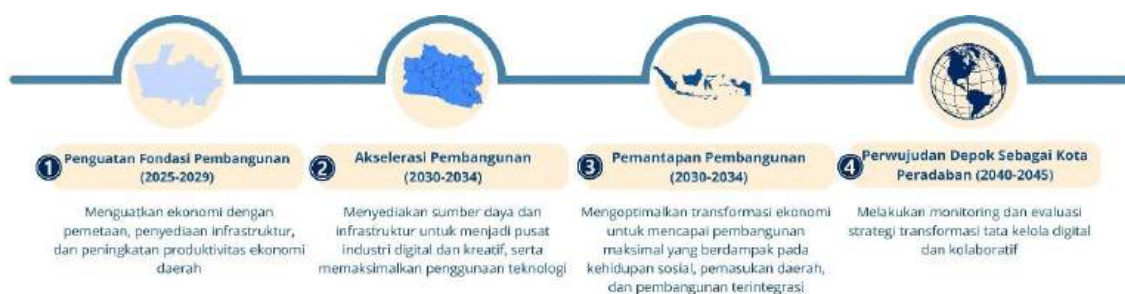 1
Penguatan Fondasi Pembangunan
(2025-2029)
Menguatkan ekonomi dengan
pemetaan, penyediaan infrastruktur,
dan peningkatan produktivitas ekonomi
daerah
2
Akselerasi Pembangunan
(2030-2034)
Menyediakan sumber daya dan
infrastruktur untuk menjadi pusat
industri digital dan kreatif, serta
memaksimalkan penggunaan teknologi
3
Pemantapan Pembangunan
(2030-2034)
Mengoptimalkan transformasi ekonomi
untuk mencapai pembangunan
maksimal yang berdampak pada
kehidupan sosial, pemasukan daerah,
dan pembangunan terintegrasi
4
Perwujudan Depok Sebagai Kota
Peradaban (2040-2045)
Melakukan monitoring dan evaluasi
strategi transformasi tata kelola digital
dan kolaboratif